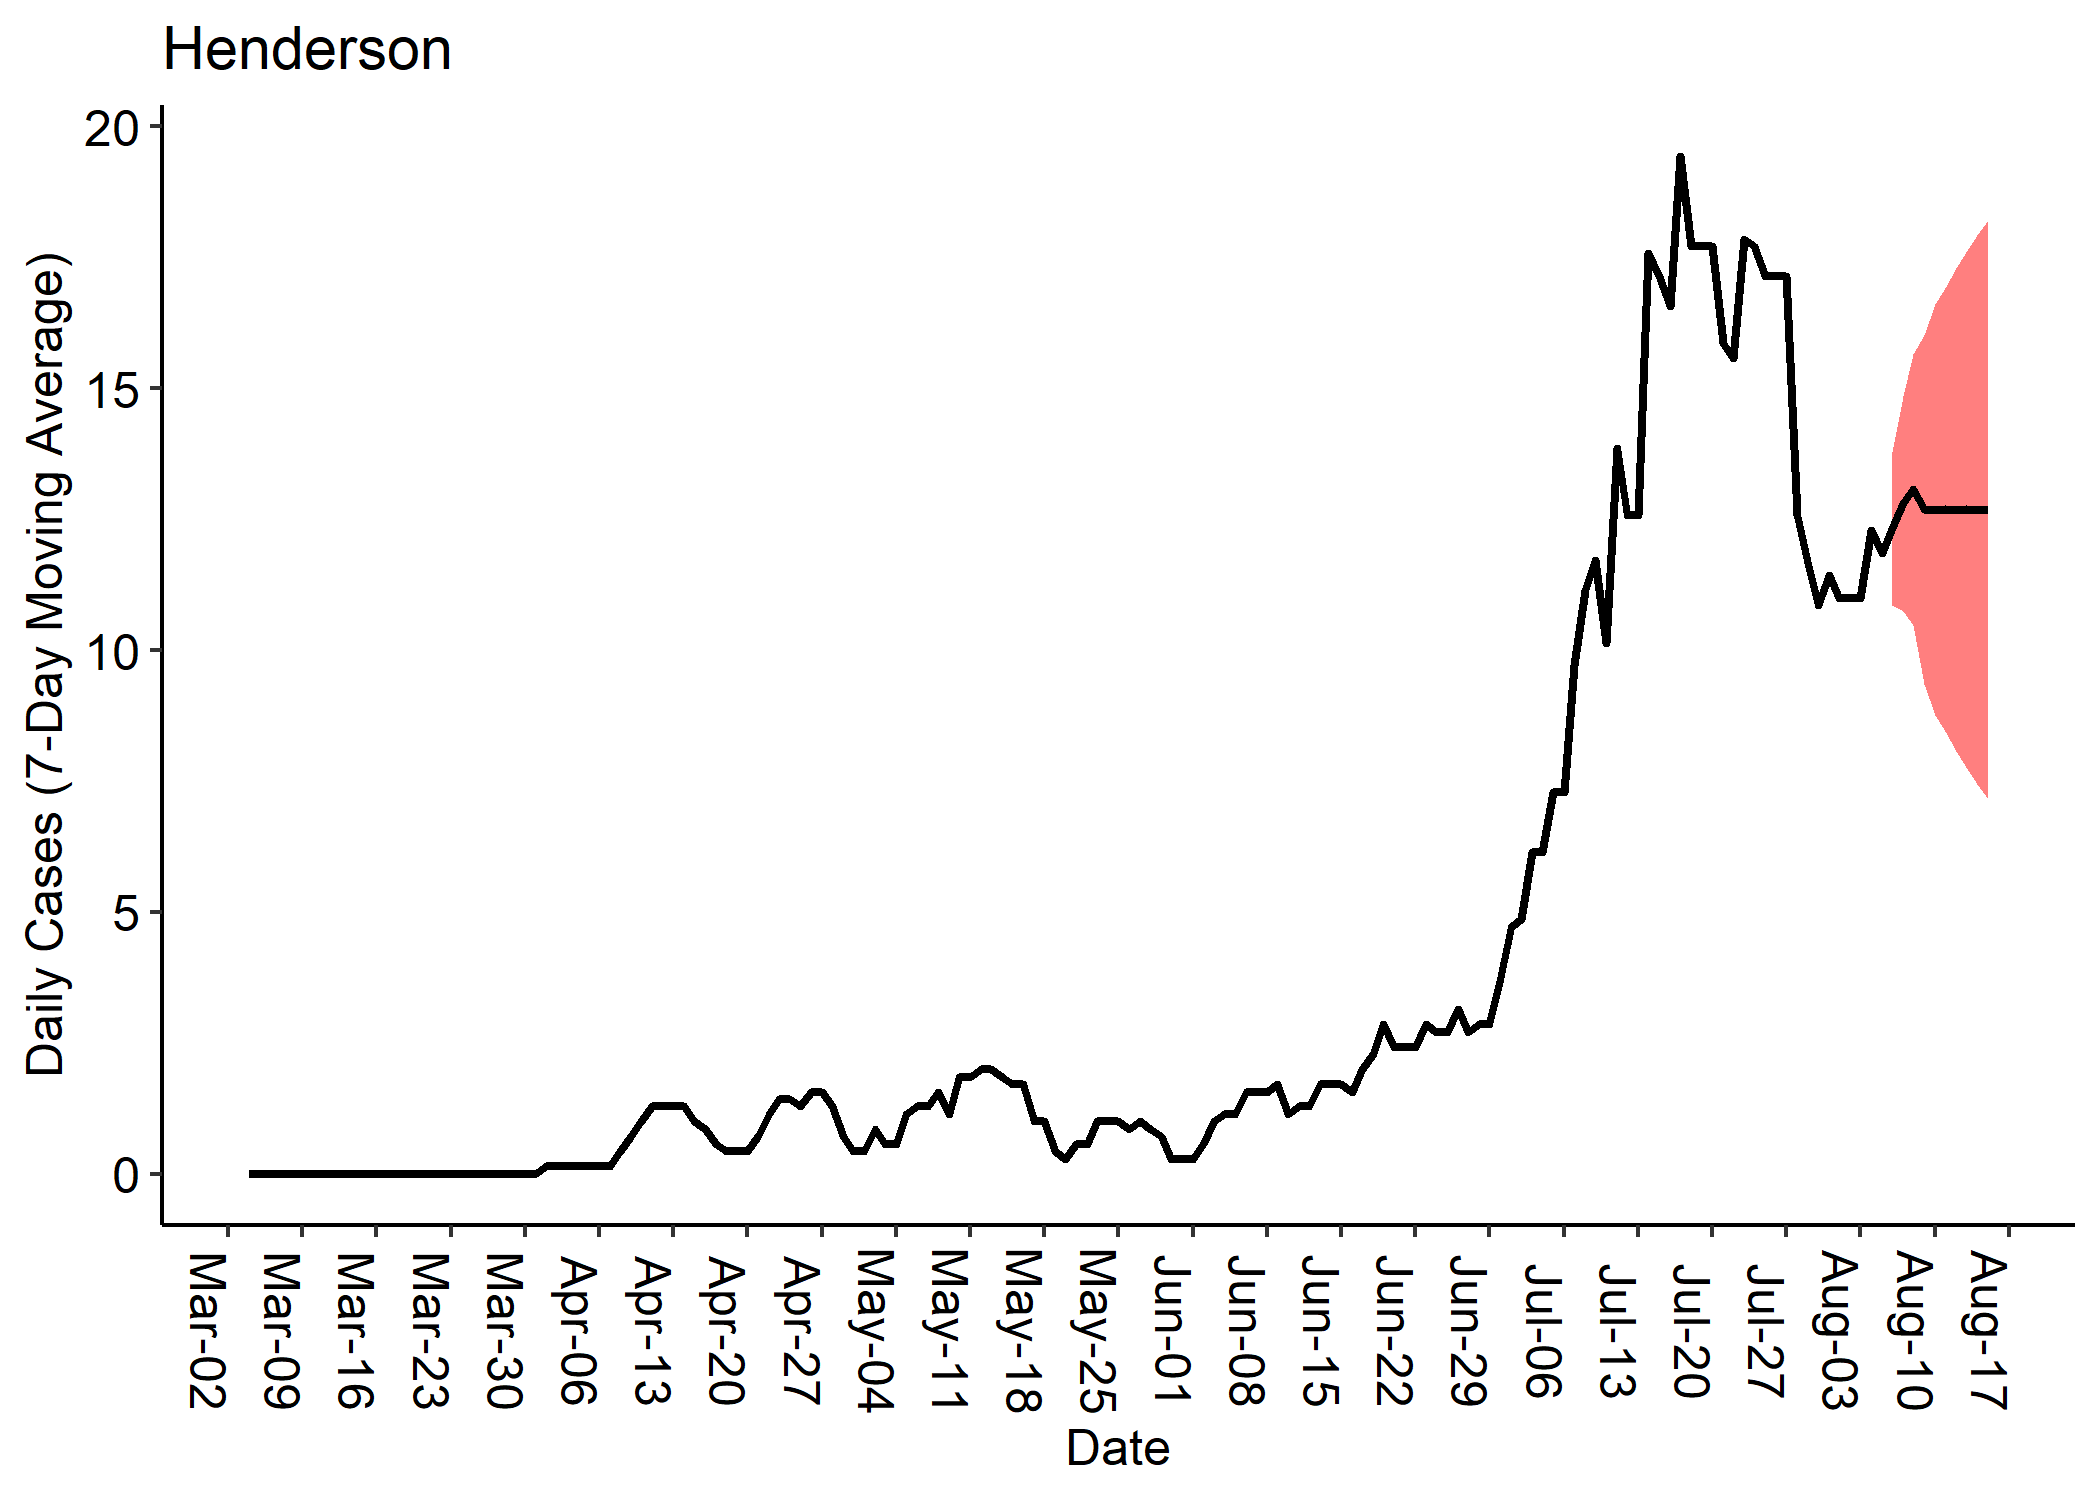 Henderson
Daily Cases (7-Day Moving Average)
20
15
10
5
0
Mar-02
Mar-09
Mar-16
Mar-23
Mar-30
Apr-06
Apr-13
Apr-20
Apr-27
May-04
May-11
May-18
May-25
Jun-01
Jun-08
Jun-15
Jun-22
Jun-29
Jul-06
Jul-13
Jul-20
Jul-27
Aug-03
Aug-10
Aug-17
Date